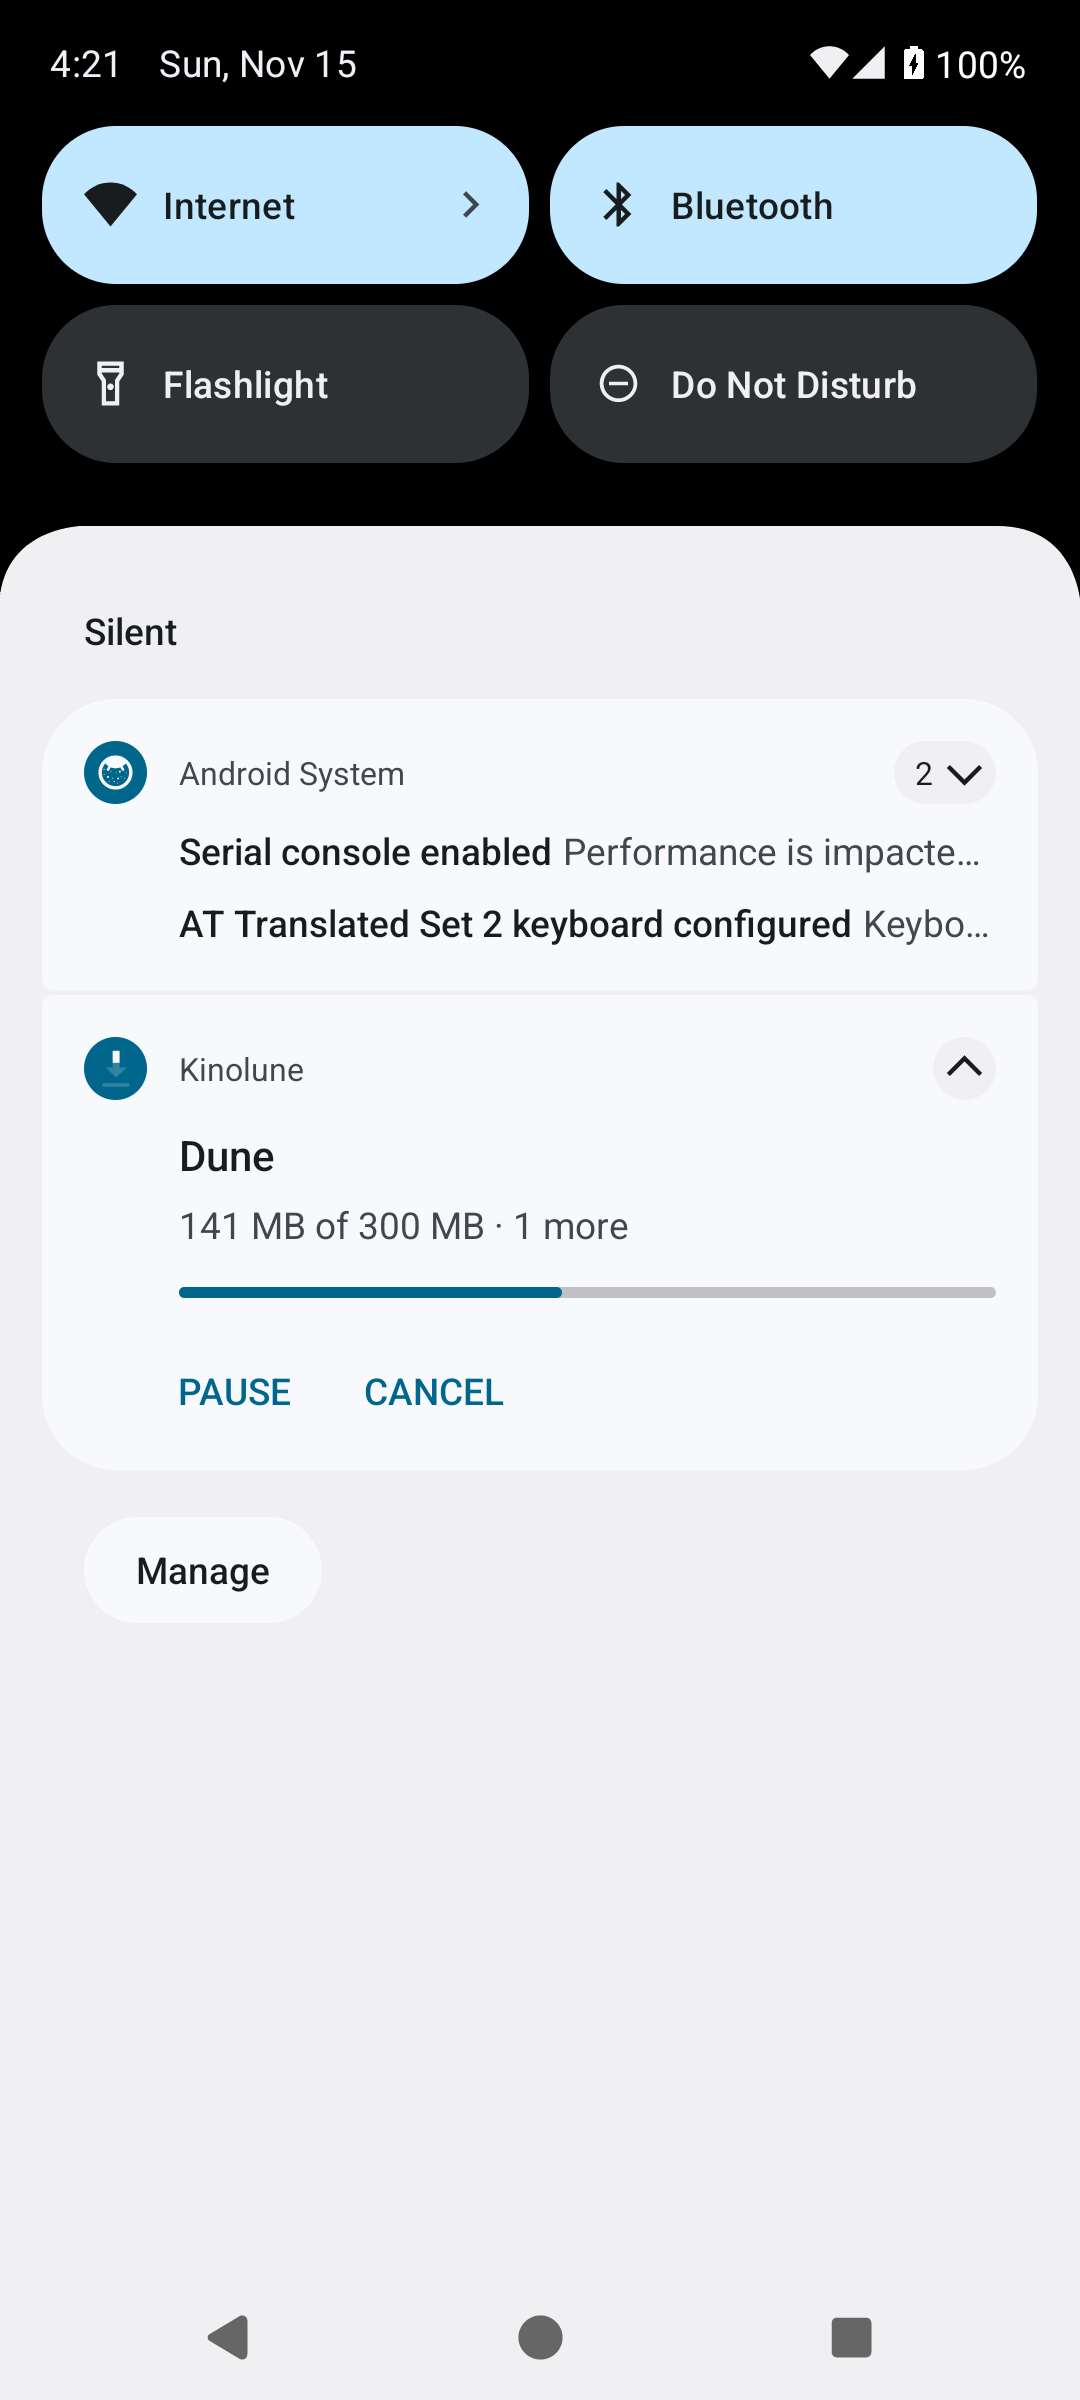 4:21 Sun, Nov 15 100%
Internet
Bluetooth
Flashlight
Do Not Disturb
Silent
Android System 2
Serial console enabled Performance is impacte…
AT Translated Set 2 keyboard configured Keybo…
Kinolune
Dune
141 MB of 300 MB · 1 more
PAUSE CANCEL
Manage